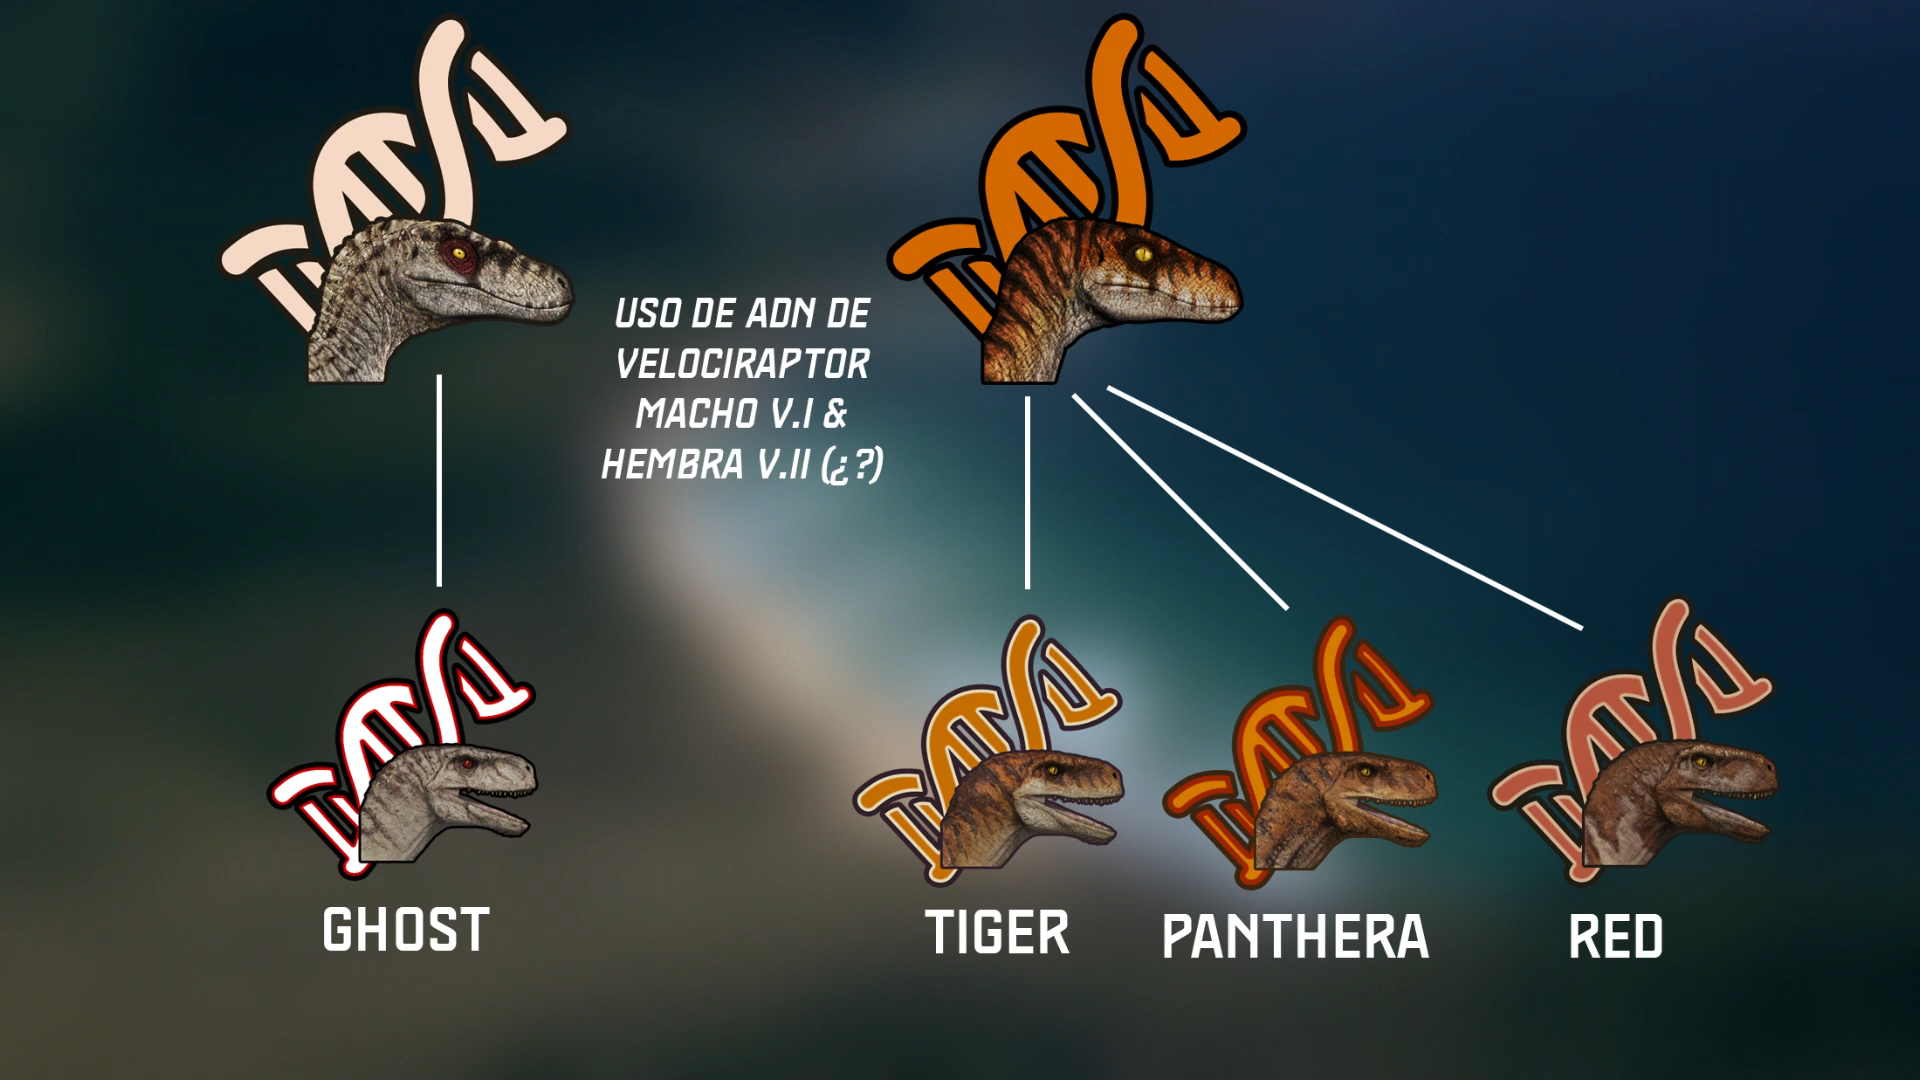 USO DE ADN DE
VELOCIRAPTOR
MACHO V.I &
HEMBRA V.II (¿?)
GHOST
TIGER
PANTHERA
RED